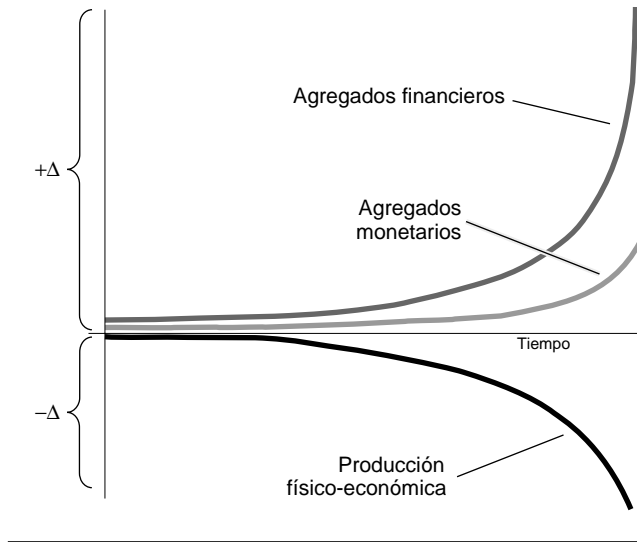 Agregados financieros
+Δ
Agregados
monetarios
Tiempo
−Δ
Producción
físico-económica